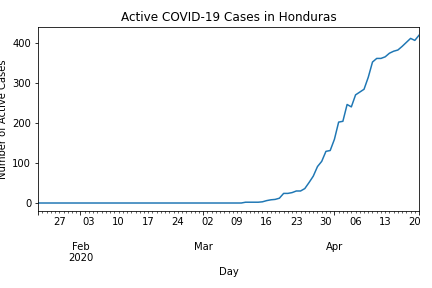 Active COVID-19 Cases in Honduras
Number of Active Cases
400
300
200
100
0
27 03 10 17 24 02 09 16 23 30 06 13 20
Feb Mar Apr
2020
Day